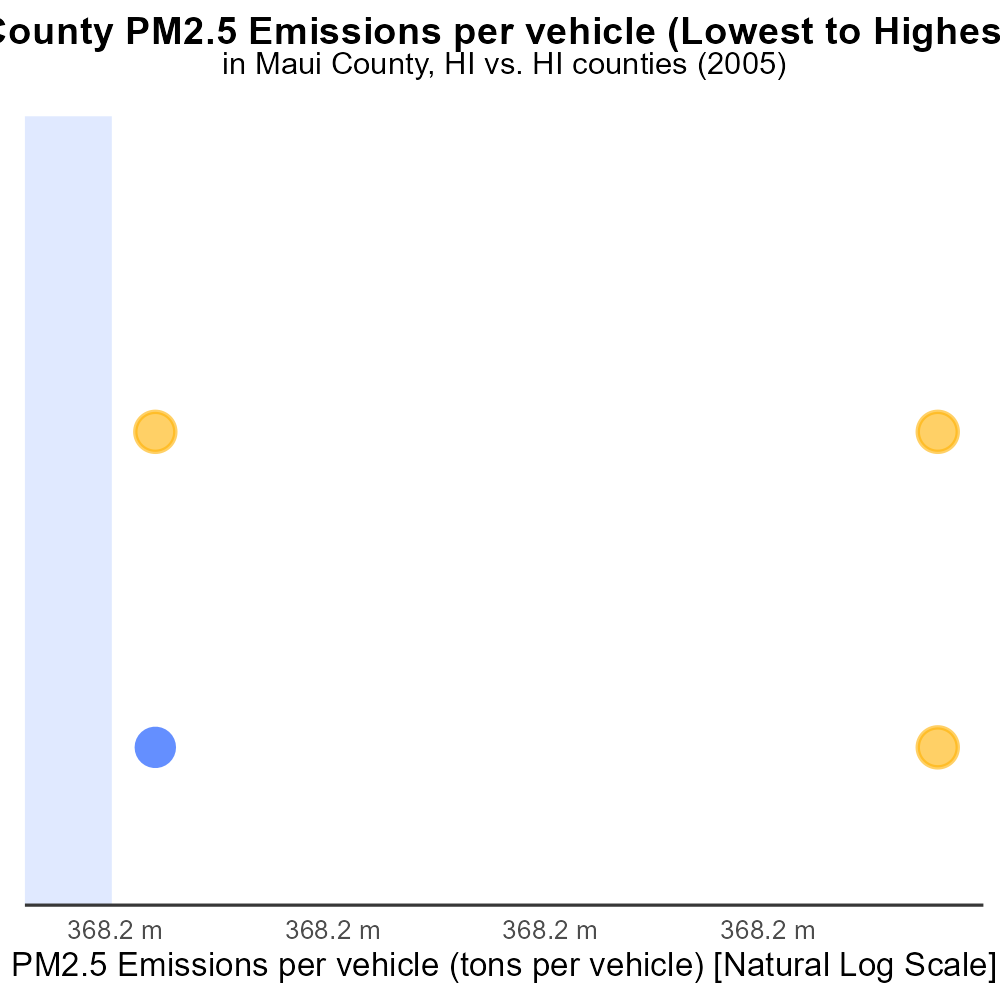 County PM2.5 Emissions per vehicle (Lowest to Highes
in Maui County, HI vs. HI counties (2005)
368.2 m 368.2 m 368.2 m 368.2 m
PM2.5 Emissions per vehicle (tons per vehicle) [Natural Log Scale]